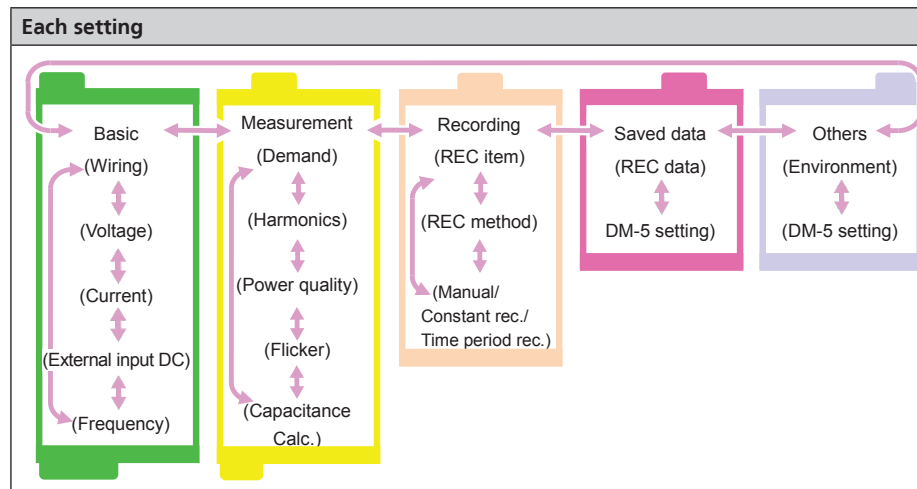 Each setting
Basic
(Wiring)
(Voltage)
(Current)
(External input DC)
(Frequency)
Measurement
(Demand)
(Harmonics)
(Power quality)
(Flicker)
(Capacitance
Calc.)
Recording
(REC item)
(REC method)
(Manual/
Constant rec./
Time period rec.)
Saved data
(REC data)
DM-5 setting)
Others
(Environment)
(DM-5 setting)